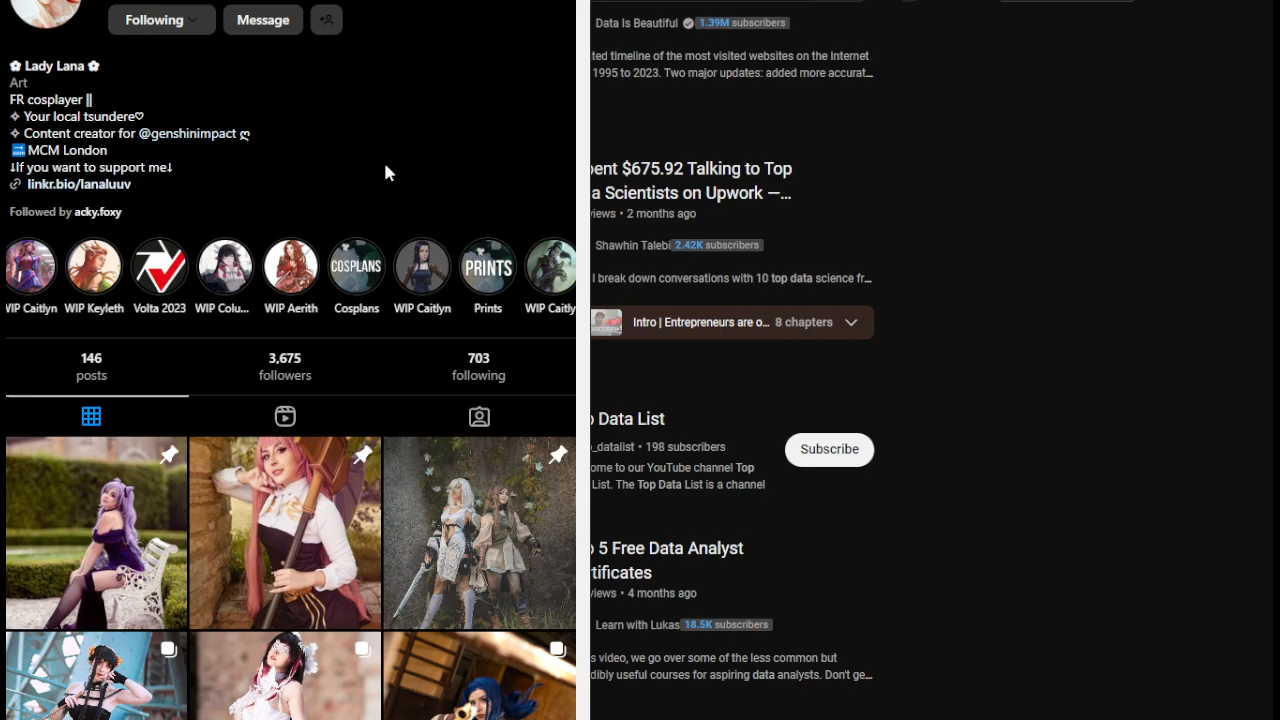 Following
Message
✿ Lady Lana ✿
Art
FR cosplayer ||
✧ Your local tsundere♡
✧ Content creator for @genshinimpact ღ
🔜 MCM London
⇃If you want to support me⇂
linkr.bio/lanaluuv
Followed by acky.foxy
WIP Caitlyn
WIP Keyleth
Volta 2023
WIP Colu...
WIP Aerith
COSPLANS
Cosplans
WIP Caitlyn
PRINTS
Prints
WIP Caitly
146
posts
3,675
followers
703
following
Data Is Beautiful 1.39M subscribers
ted timeline of the most visited websites on the Internet
1995 to 2023. Two major updates: added more accurat...
ent $675.92 Talking to Top
a Scientists on Upwork —...
iews • 2 months ago
Shawhin Talebi 2.42K subscribers
I break down conversations with 10 top data science fr...
Intro | Entrepreneurs are o... 8 chapters
Data List
_datalist • 198 subscribers
Subscribe
ome to our YouTube channel Top
List. The Top Data List is a channel
5 Free Data Analyst
tificates
iews • 4 months ago
Learn with Lukas 18.5K subscribers
s video, we go over some of the less common but
dibly useful courses for aspiring data analysts. Don't ge...